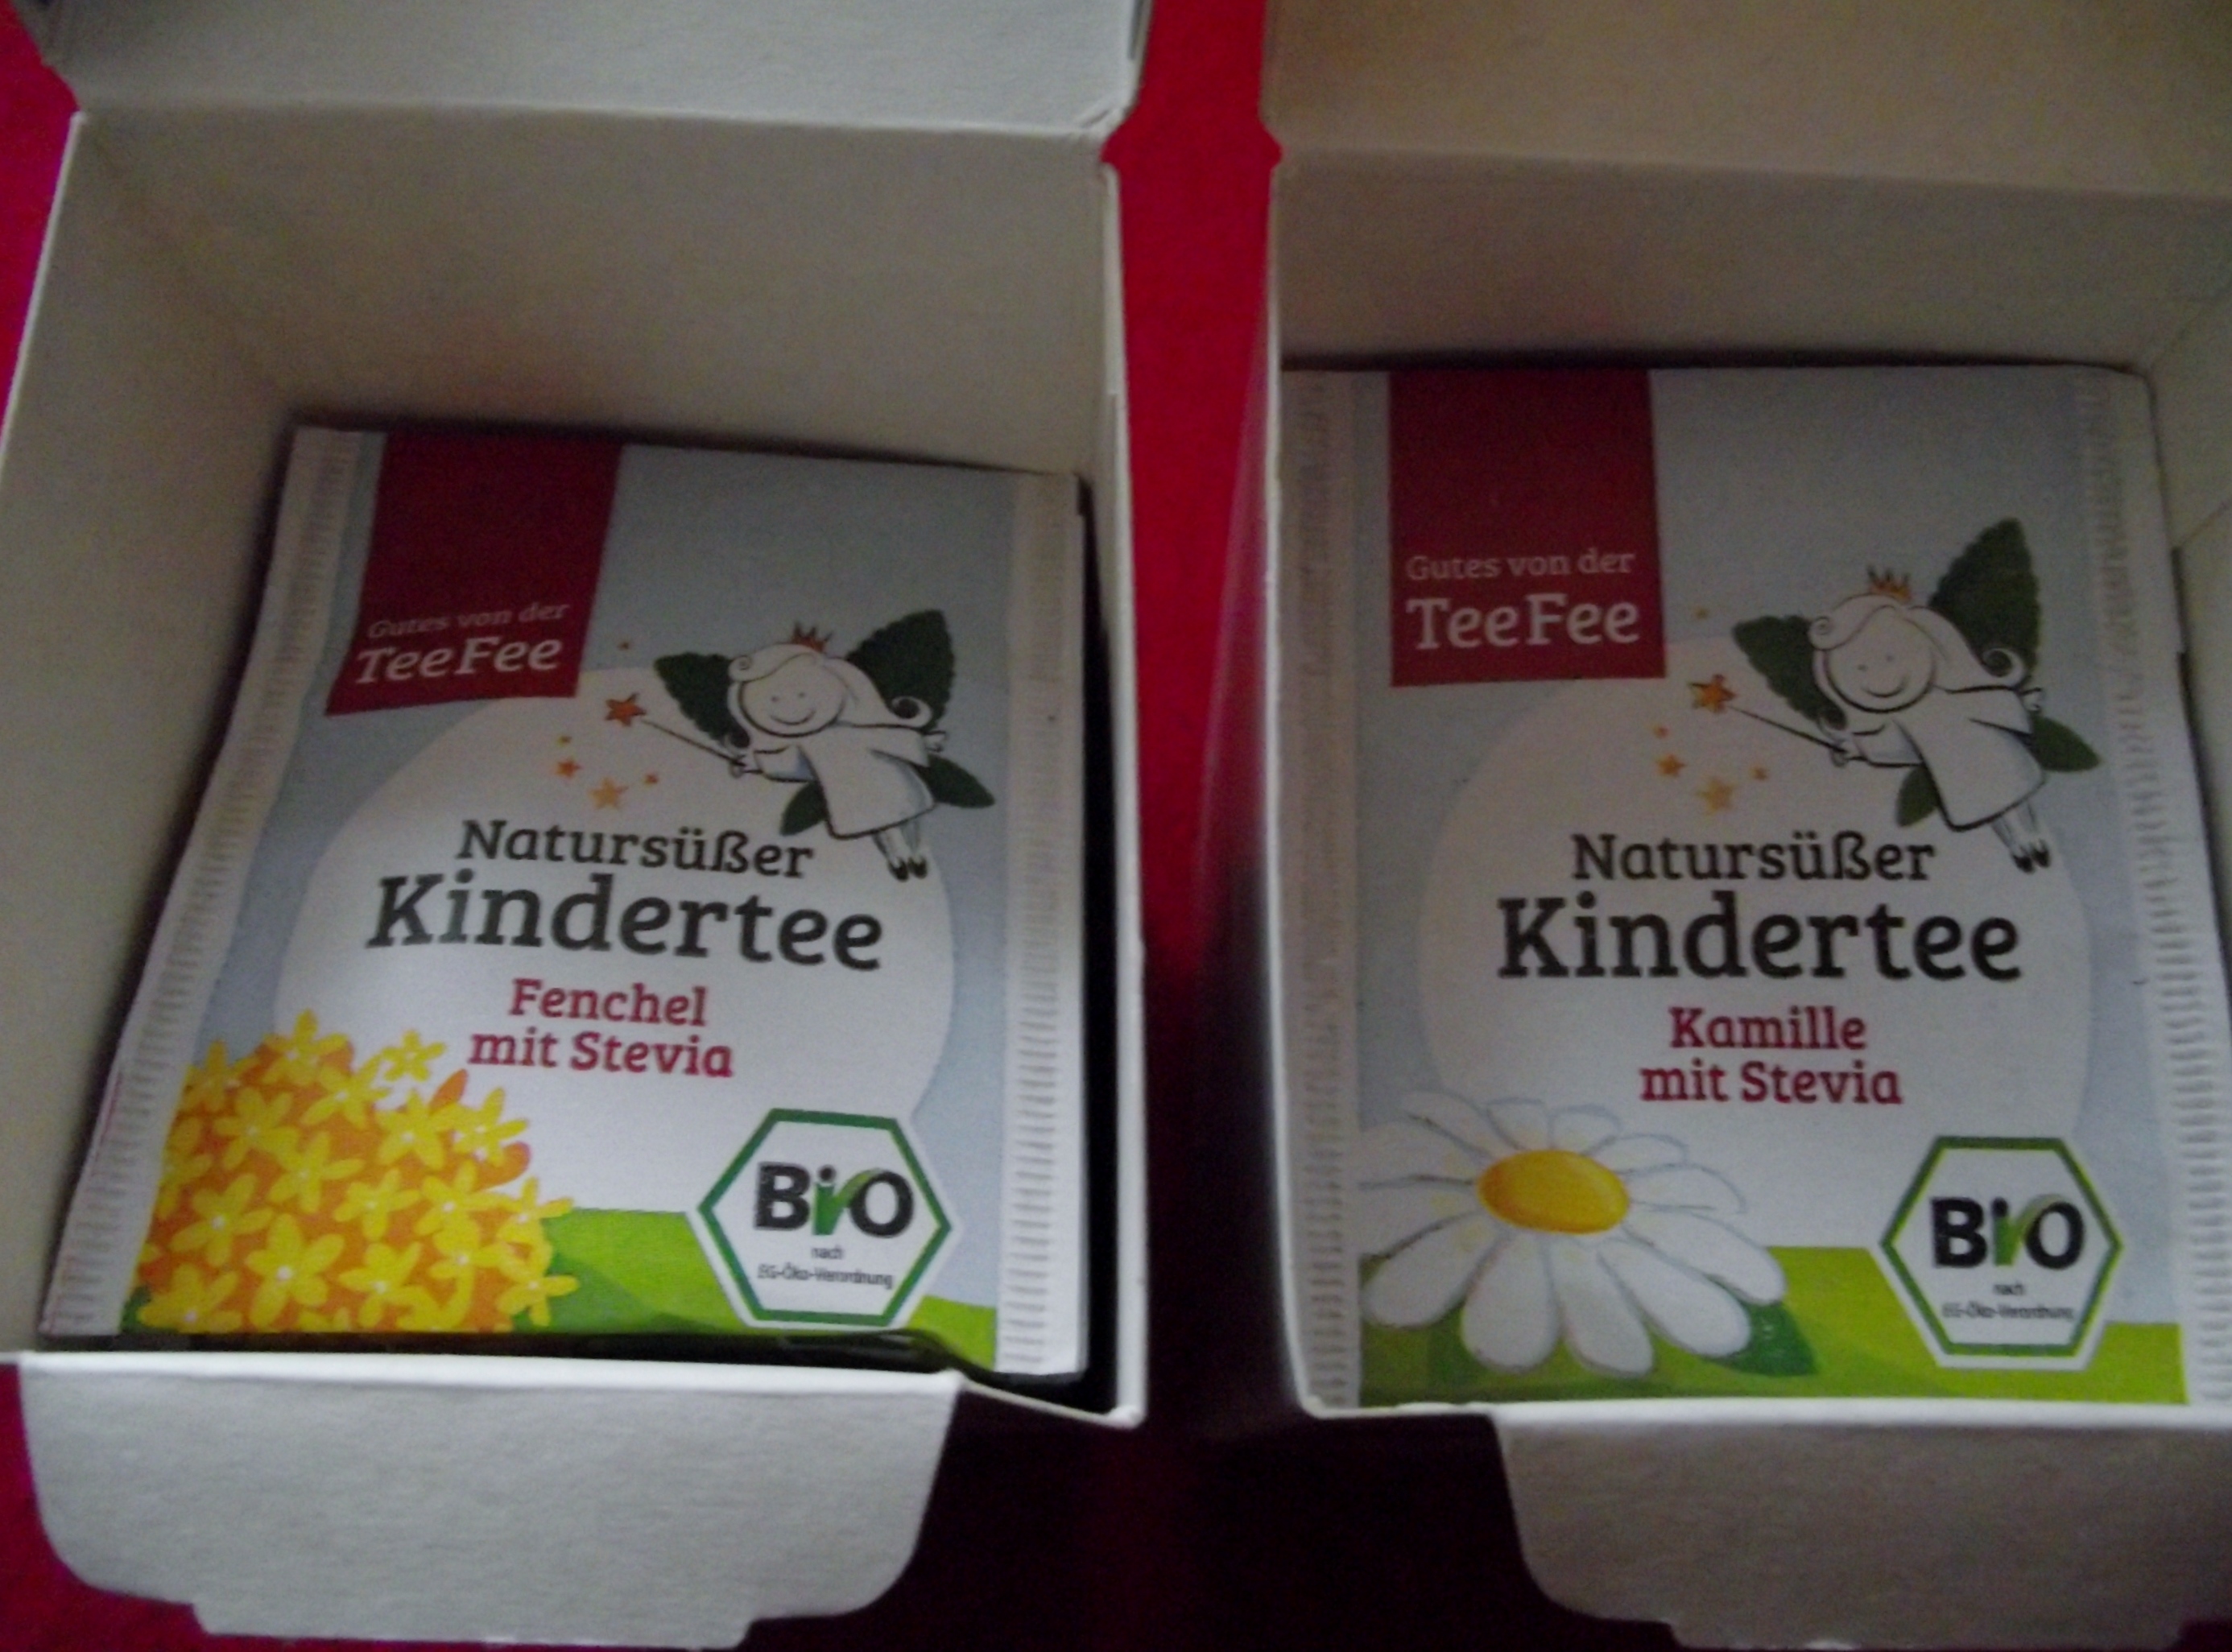 Gutes von der
TeeFee
Natursüßer
Kindertee
Fenchel
mit Stevia
BiO
nach
EG-Öko-Verordnung
Gutes von der
TeeFee
Natursüßer
Kindertee
Kamille
mit Stevia
BiO
nach
EG-Öko-Verordnung